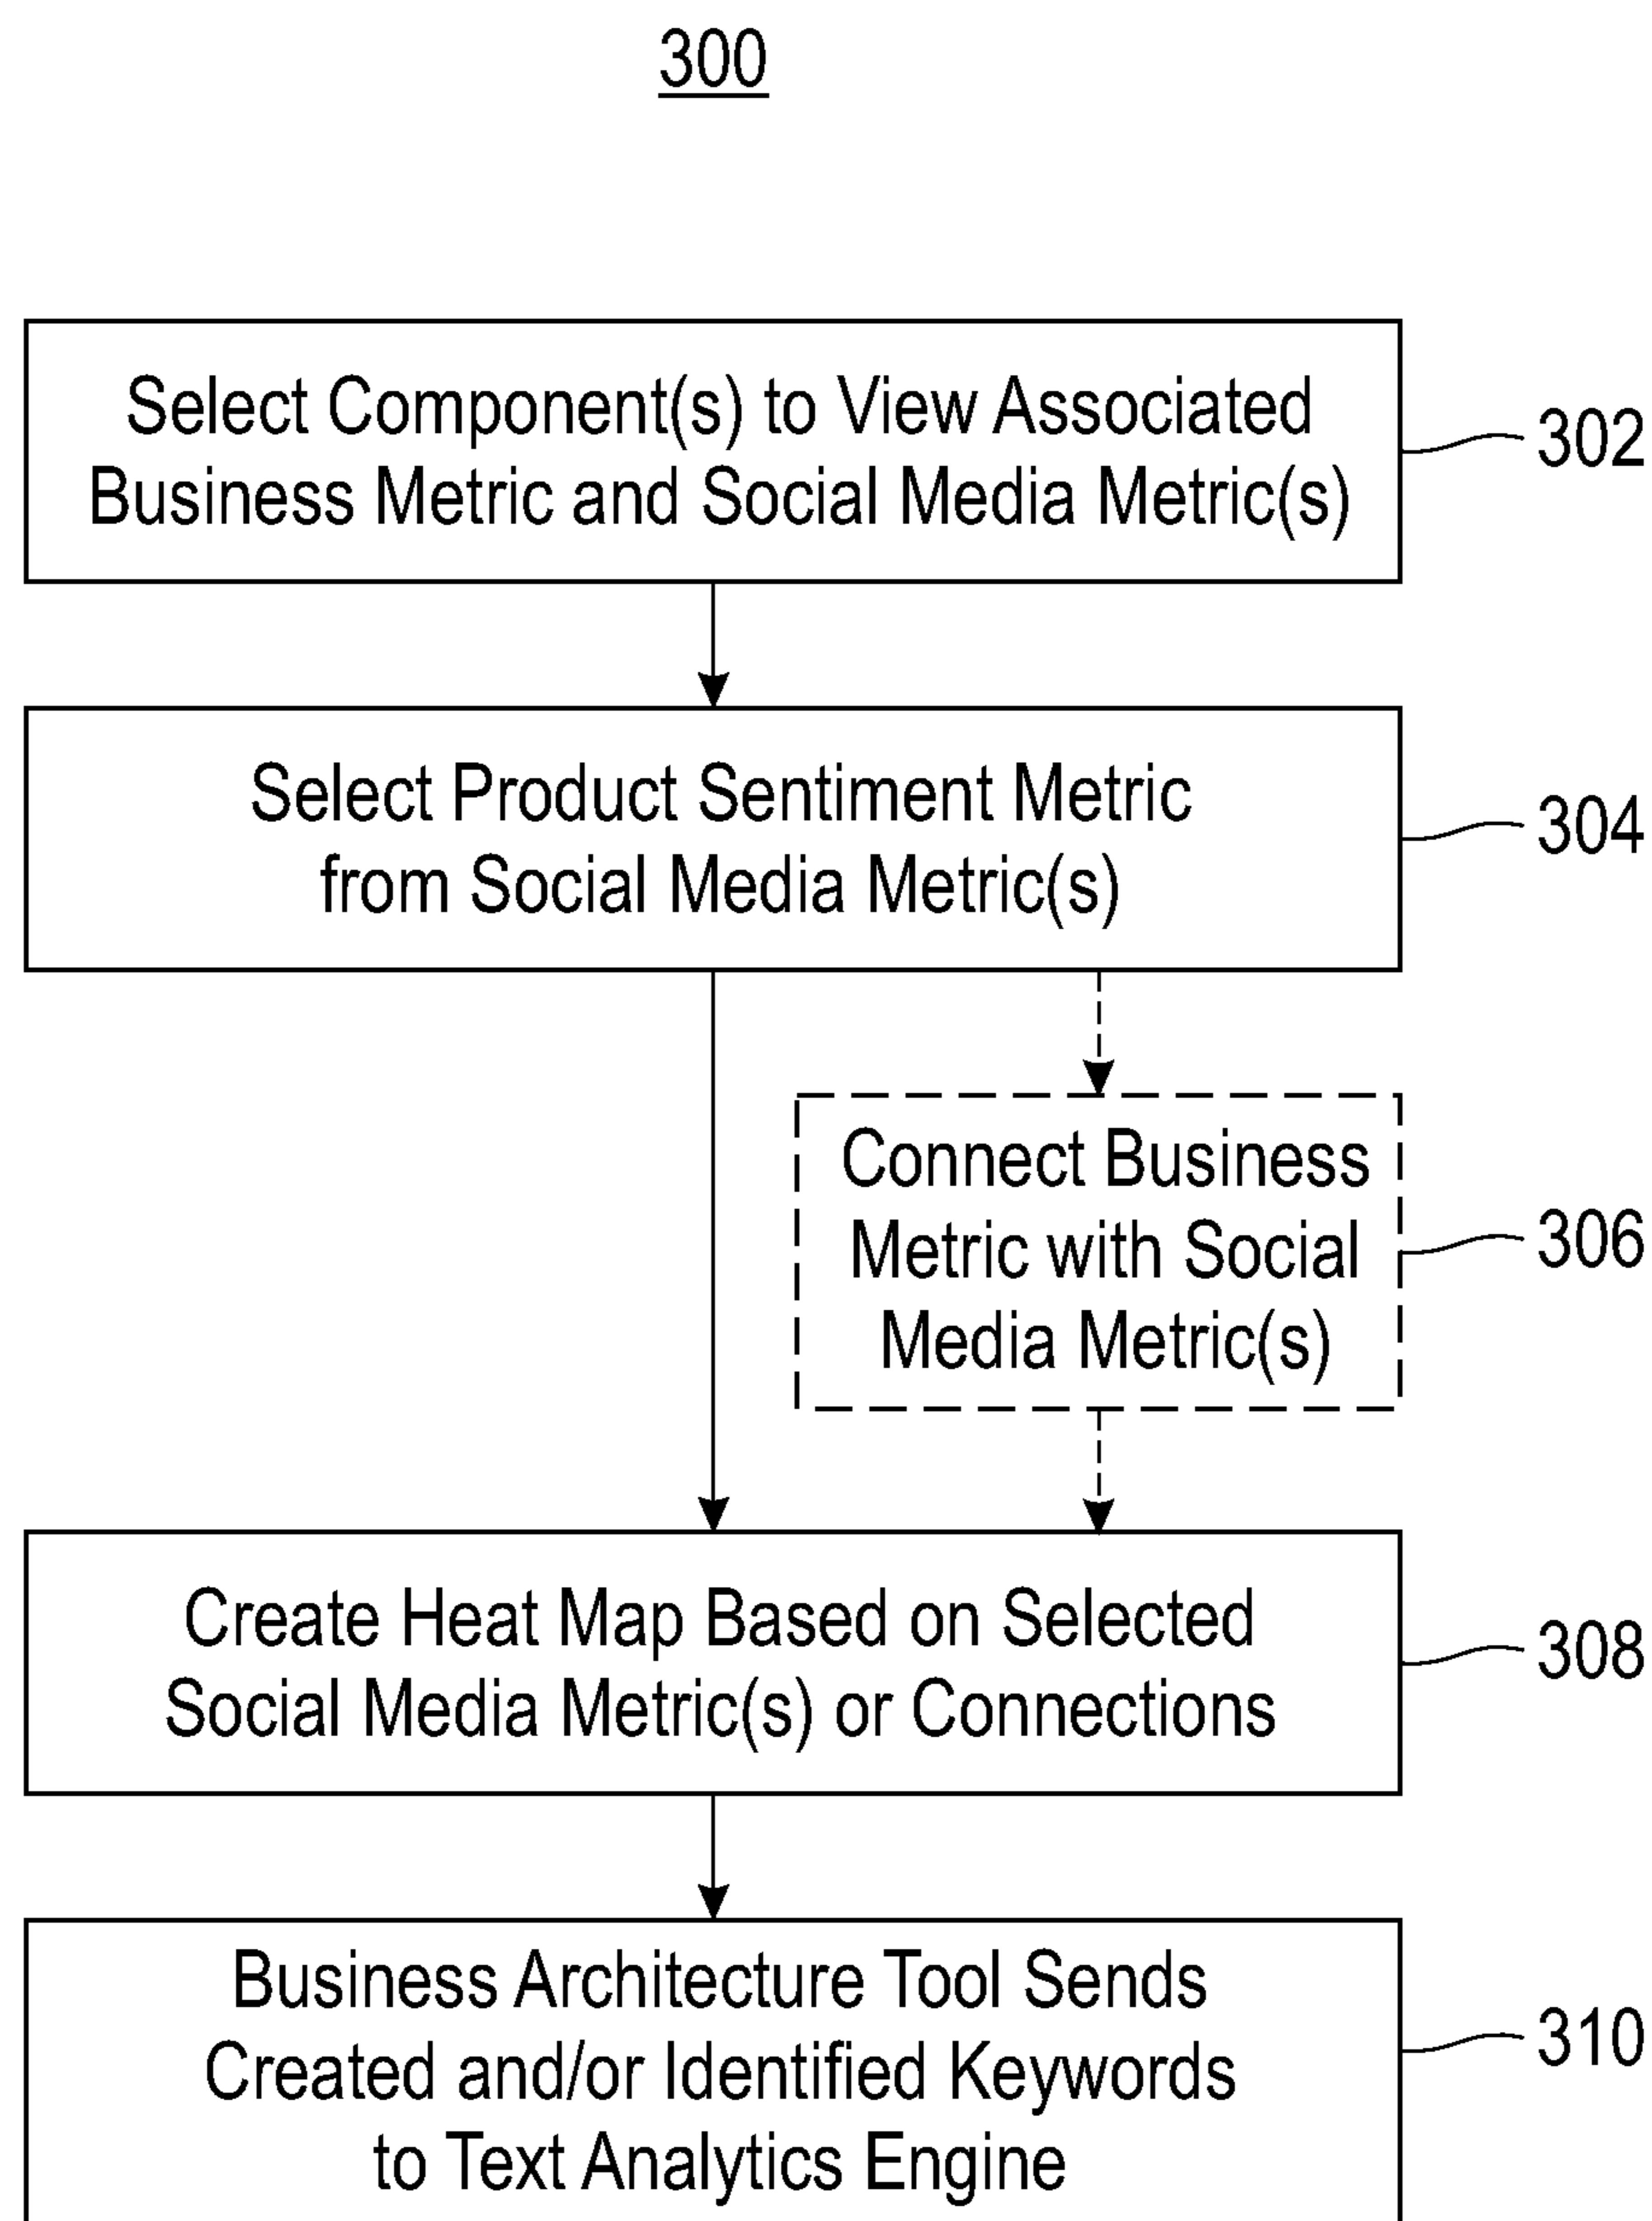 300
Select Component(s) to View Associated
Business Metric and Social Media Metric(s)
302
Select Product Sentiment Metric
from Social Media Metric(s)
304
Connect Business
Metric with Social
Media Metric(s)
306
Create Heat Map Based on Selected
Social Media Metric(s) or Connections
308
Business Architecture Tool Sends
Created and/or Identified Keywords
to Text Analytics Engine
310